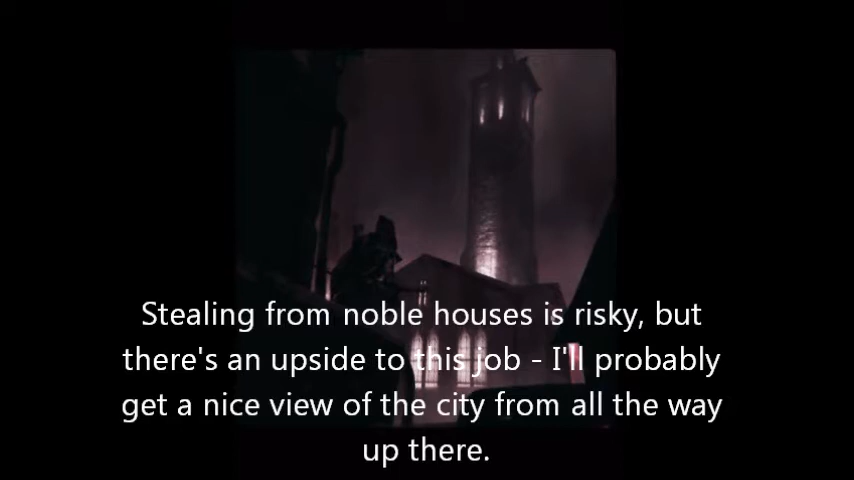 Stealing from noble houses is risky, but
there's an upside to this job - I'll probably
get a nice view of the city from all the way
up there.